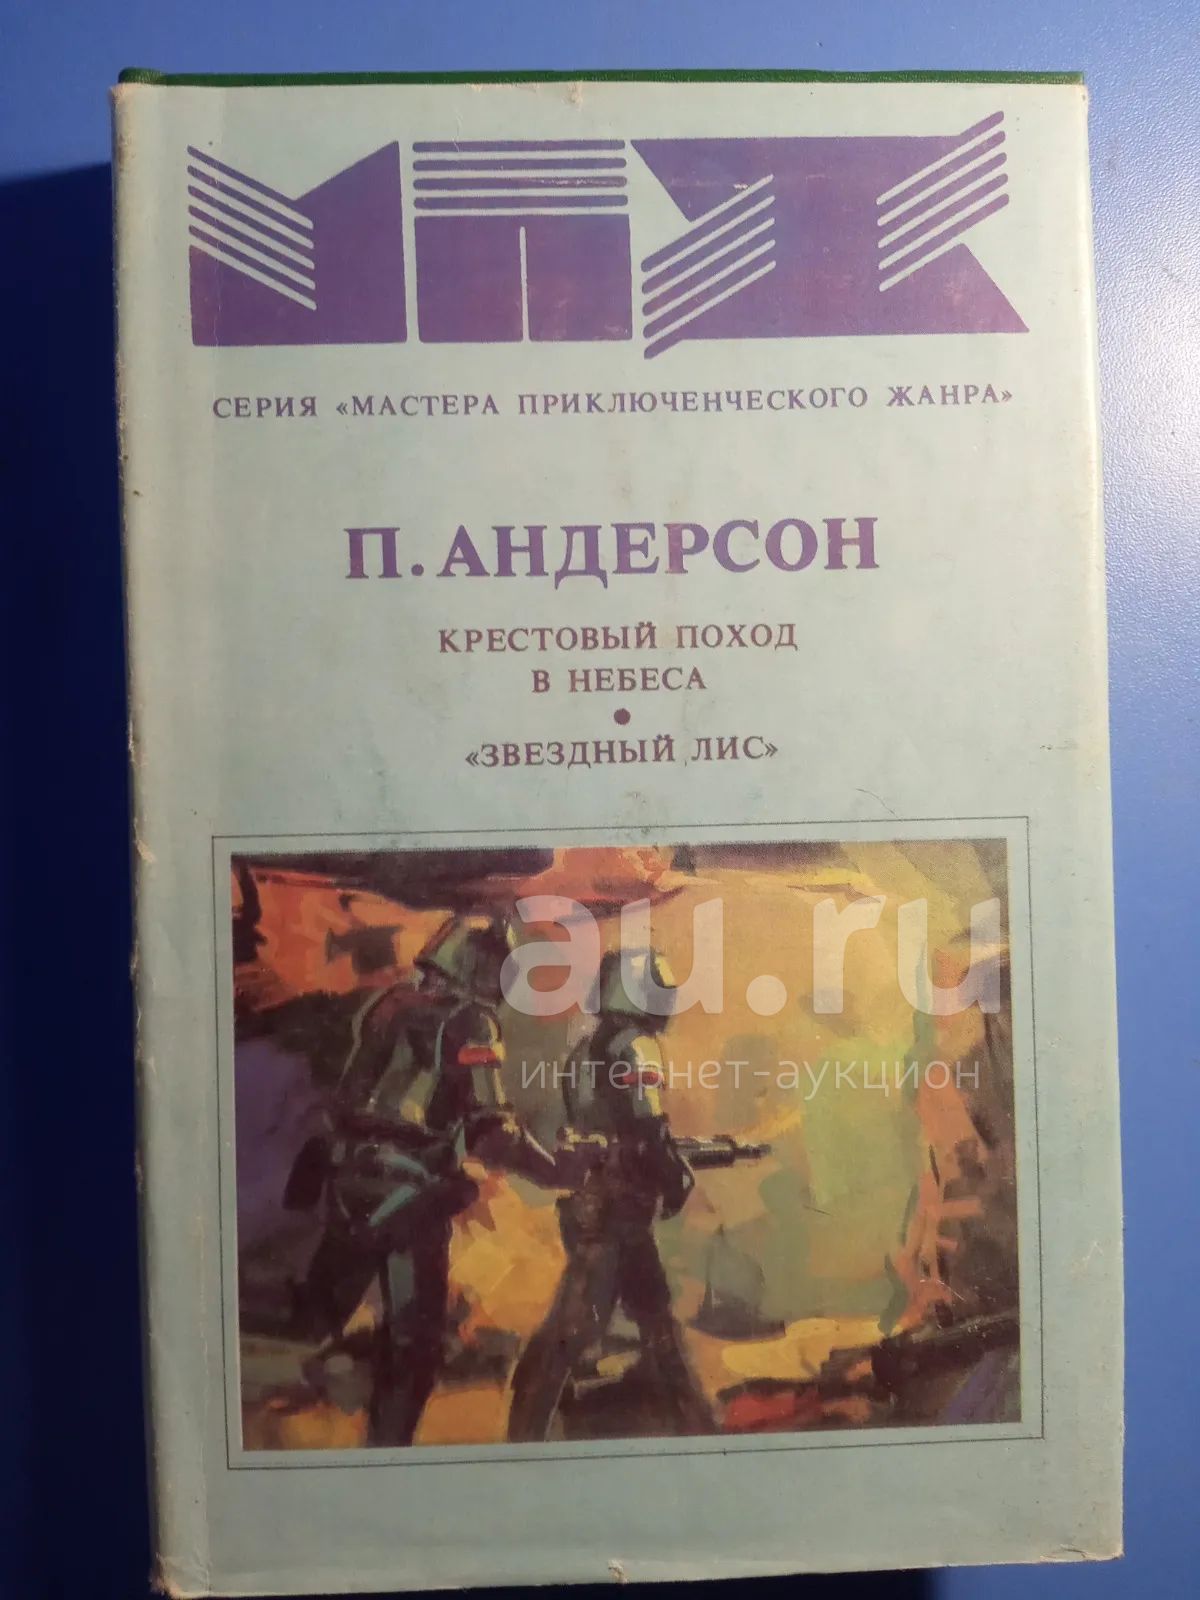 МПЖ
СЕРИЯ «МАСТЕРА ПРИКЛЮЧЕНЧЕСКОГО ЖАНРА»
П. АНДЕРСОН
КРЕСТОВЫЙ ПОХОД
В НЕБЕСА
•
«ЗВЕЗДНЫЙ ЛИС»
au.ru
интернет-аукцион